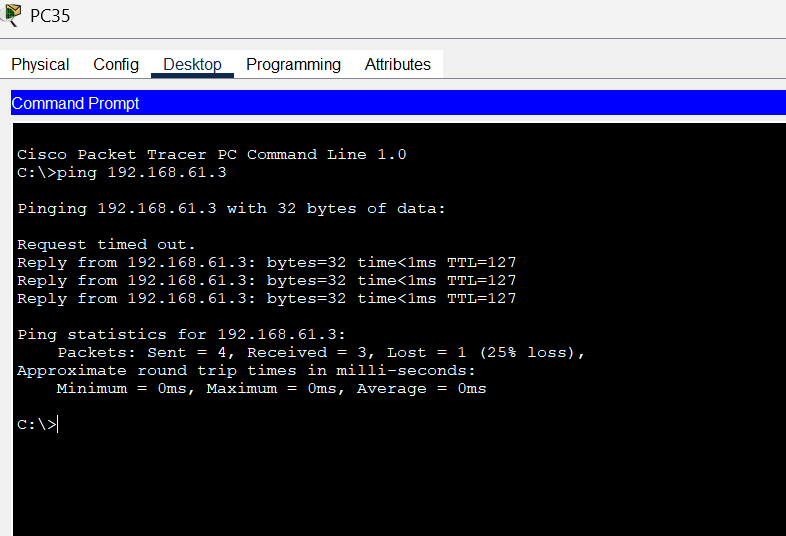 PC35
Physical Config Desktop Programming Attributes
Command Prompt
Cisco Packet Tracer PC Command Line 1.0
C:\>ping 192.168.61.3
Pinging 192.168.61.3 with 32 bytes of data:
Request timed out.
Reply from 192.168.61.3: bytes=32 time<1ms TTL=127
Reply from 192.168.61.3: bytes=32 time<1ms TTL=127
Reply from 192.168.61.3: bytes=32 time<1ms TTL=127
Ping statistics for 192.168.61.3:
Packets: Sent = 4, Received = 3, Lost = 1 (25% loss),
Approximate round trip times in milli-seconds:
Minimum = 0ms, Maximum = 0ms, Average = 0ms
C:\>